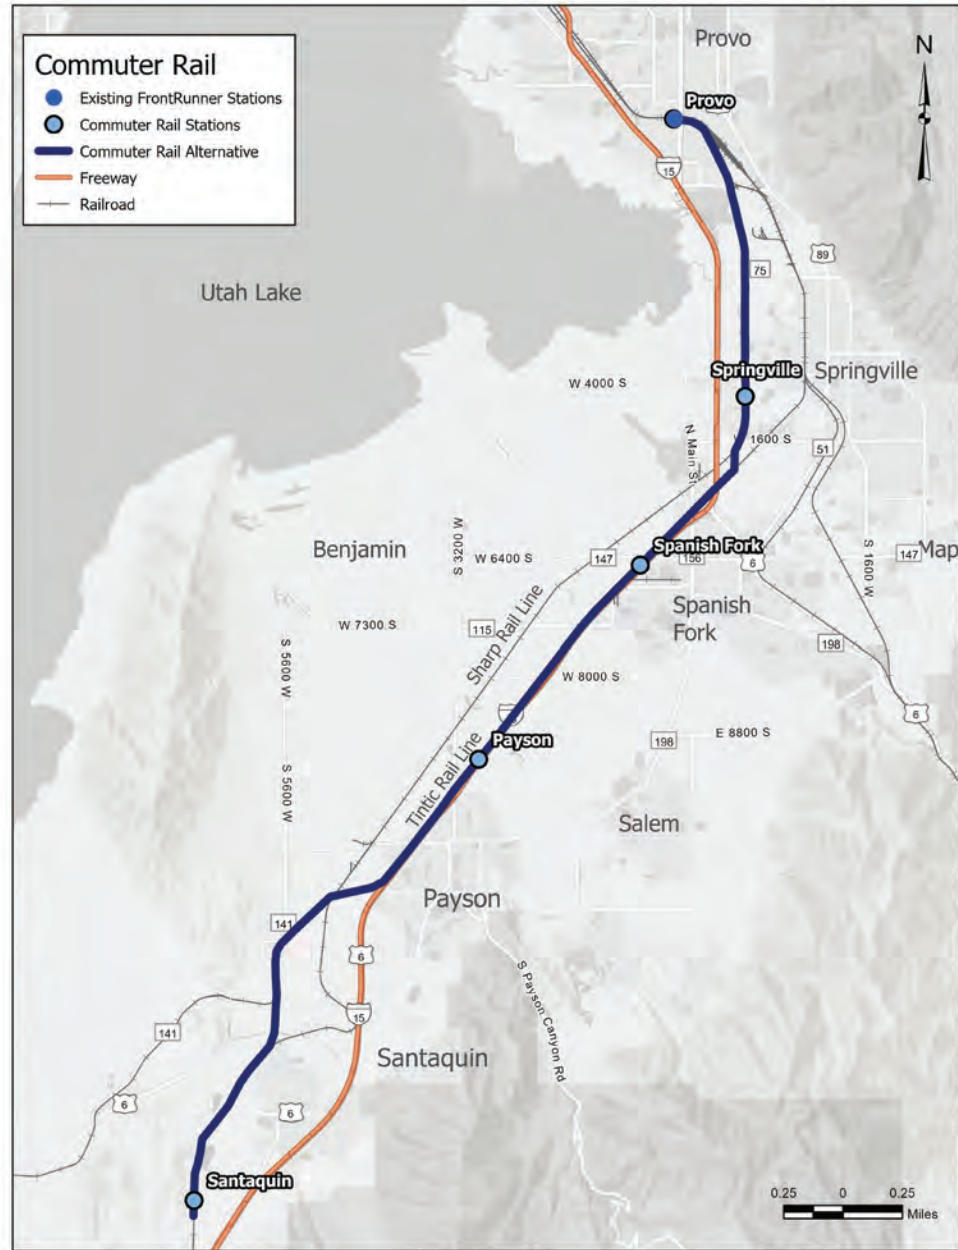 Commuter Rail
Existing FrontRunner Stations
Commuter Rail Stations
Commuter Rail Alternative
Freeway
Railroad
Provo
N
Provo
15
89
75
Utah Lake
Springville
Springville
W 4000 S
N Main St
1600 S
51
Benjamin
S 3200 W
W 6400 S
147
Spanish Fork
156
6
S 1600 W
147
Map
Spanish
Fork
W 7300 S
115
Sharp Rail Line
198
S 5600 W
W 8000 S
6
198
E 8800 S
Payson
Tintic Rail Line
S 5600 W
Salem
Payson
141
6
S Payson Canyon Rd
15
141
Santaquin
6
6
Santaquin
0.25 0 0.25
Miles